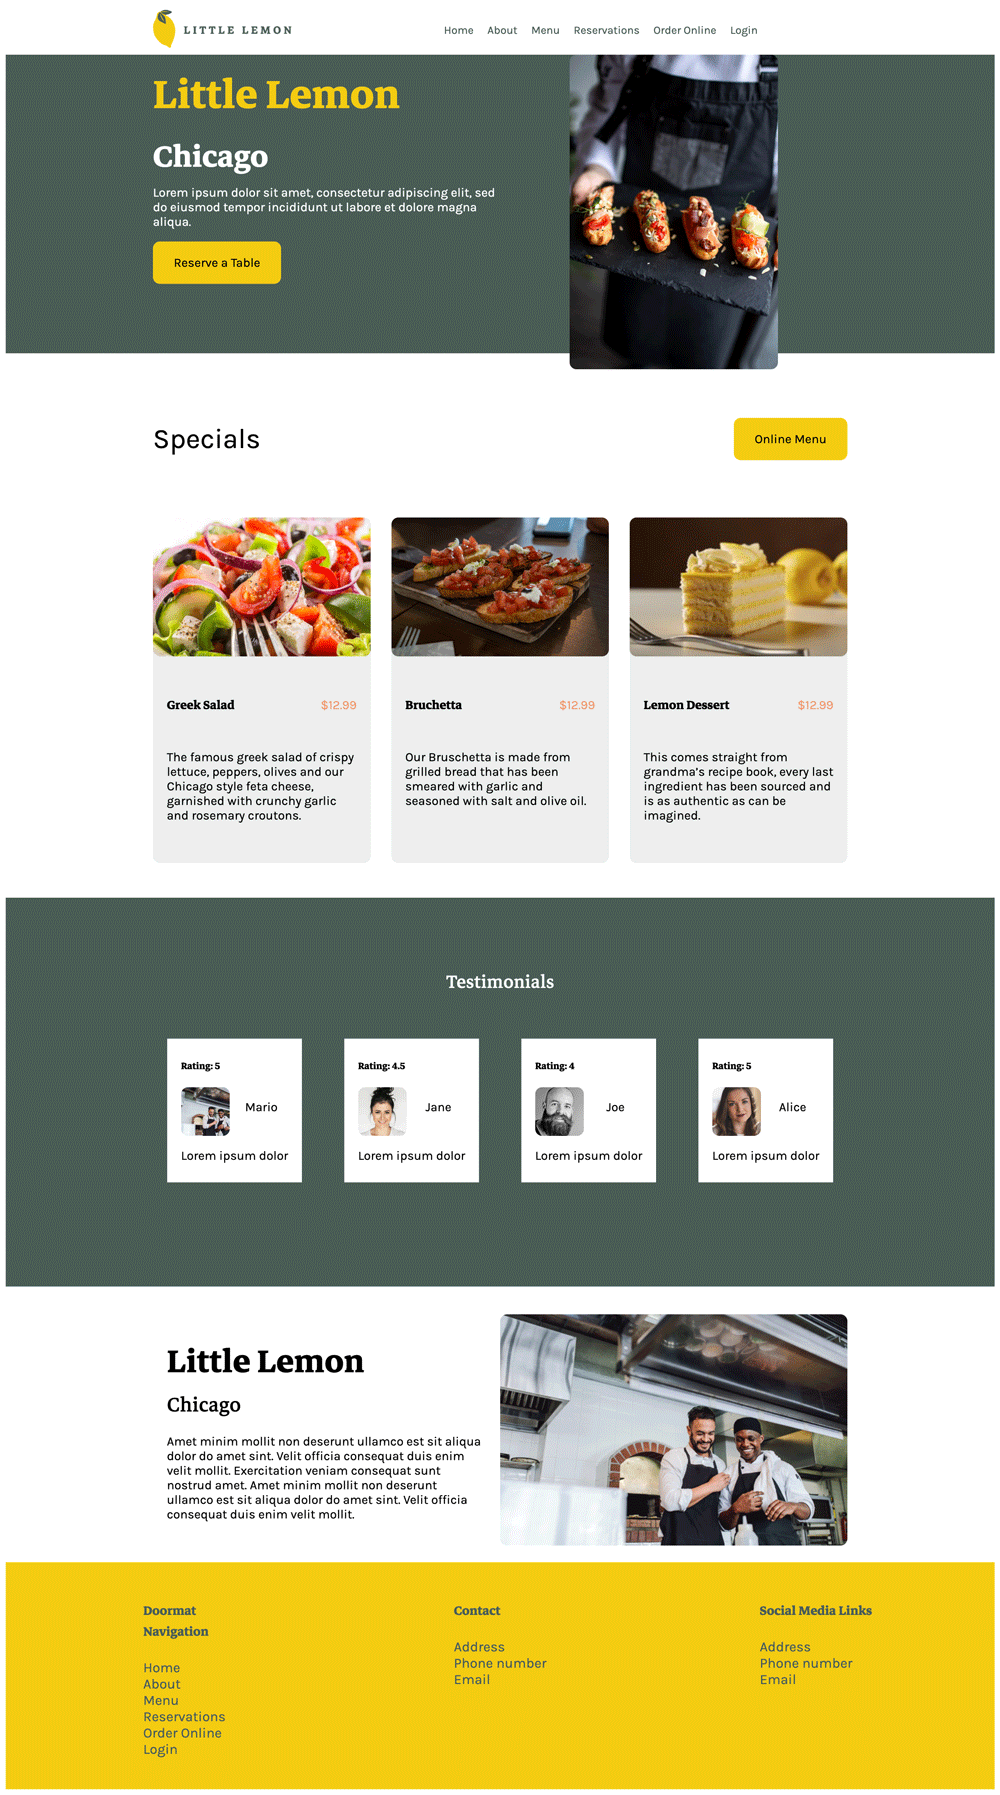 LITTLE LEMON
Home About Menu Reservations Order Online Login
Little Lemon
Chicago
Lorem ipsum dolor sit amet, consectetur adipiscing elit, sed
do eiusmod tempor incididunt ut labore et dolore magna
aliqua.
Reserve a Table
Specials
Online Menu
Greek Salad $12.99
The famous greek salad of crispy
lettuce, peppers, olives and our
Chicago style feta cheese,
garnished with crunchy garlic
and rosemary croutons.
Bruchetta $12.99
Our Bruschetta is made from
grilled bread that has been
smeared with garlic and
seasoned with salt and olive oil.
Lemon Dessert $12.99
This comes straight from
grandma’s recipe book, every last
ingredient has been sourced and
is as authentic as can be
imagined.
Testimonials
Rating: 5
Mario
Lorem ipsum dolor
Rating: 4.5
Jane
Lorem ipsum dolor
Rating: 4
Joe
Lorem ipsum dolor
Rating: 5
Alice
Lorem ipsum dolor
Little Lemon
Chicago
Amet minim mollit non deserunt ullamco est sit aliqua
dolor do amet sint. Velit officia consequat duis enim
velit mollit. Exercitation veniam consequat sunt
nostrud amet. Amet minim mollit non deserunt
ullamco est sit aliqua dolor do amet sint. Velit officia
consequat duis enim velit mollit.
Doormat
Navigation
Home
About
Menu
Reservations
Order Online
Login
Contact
Address
Phone number
Email
Social Media Links
Address
Phone number
Email